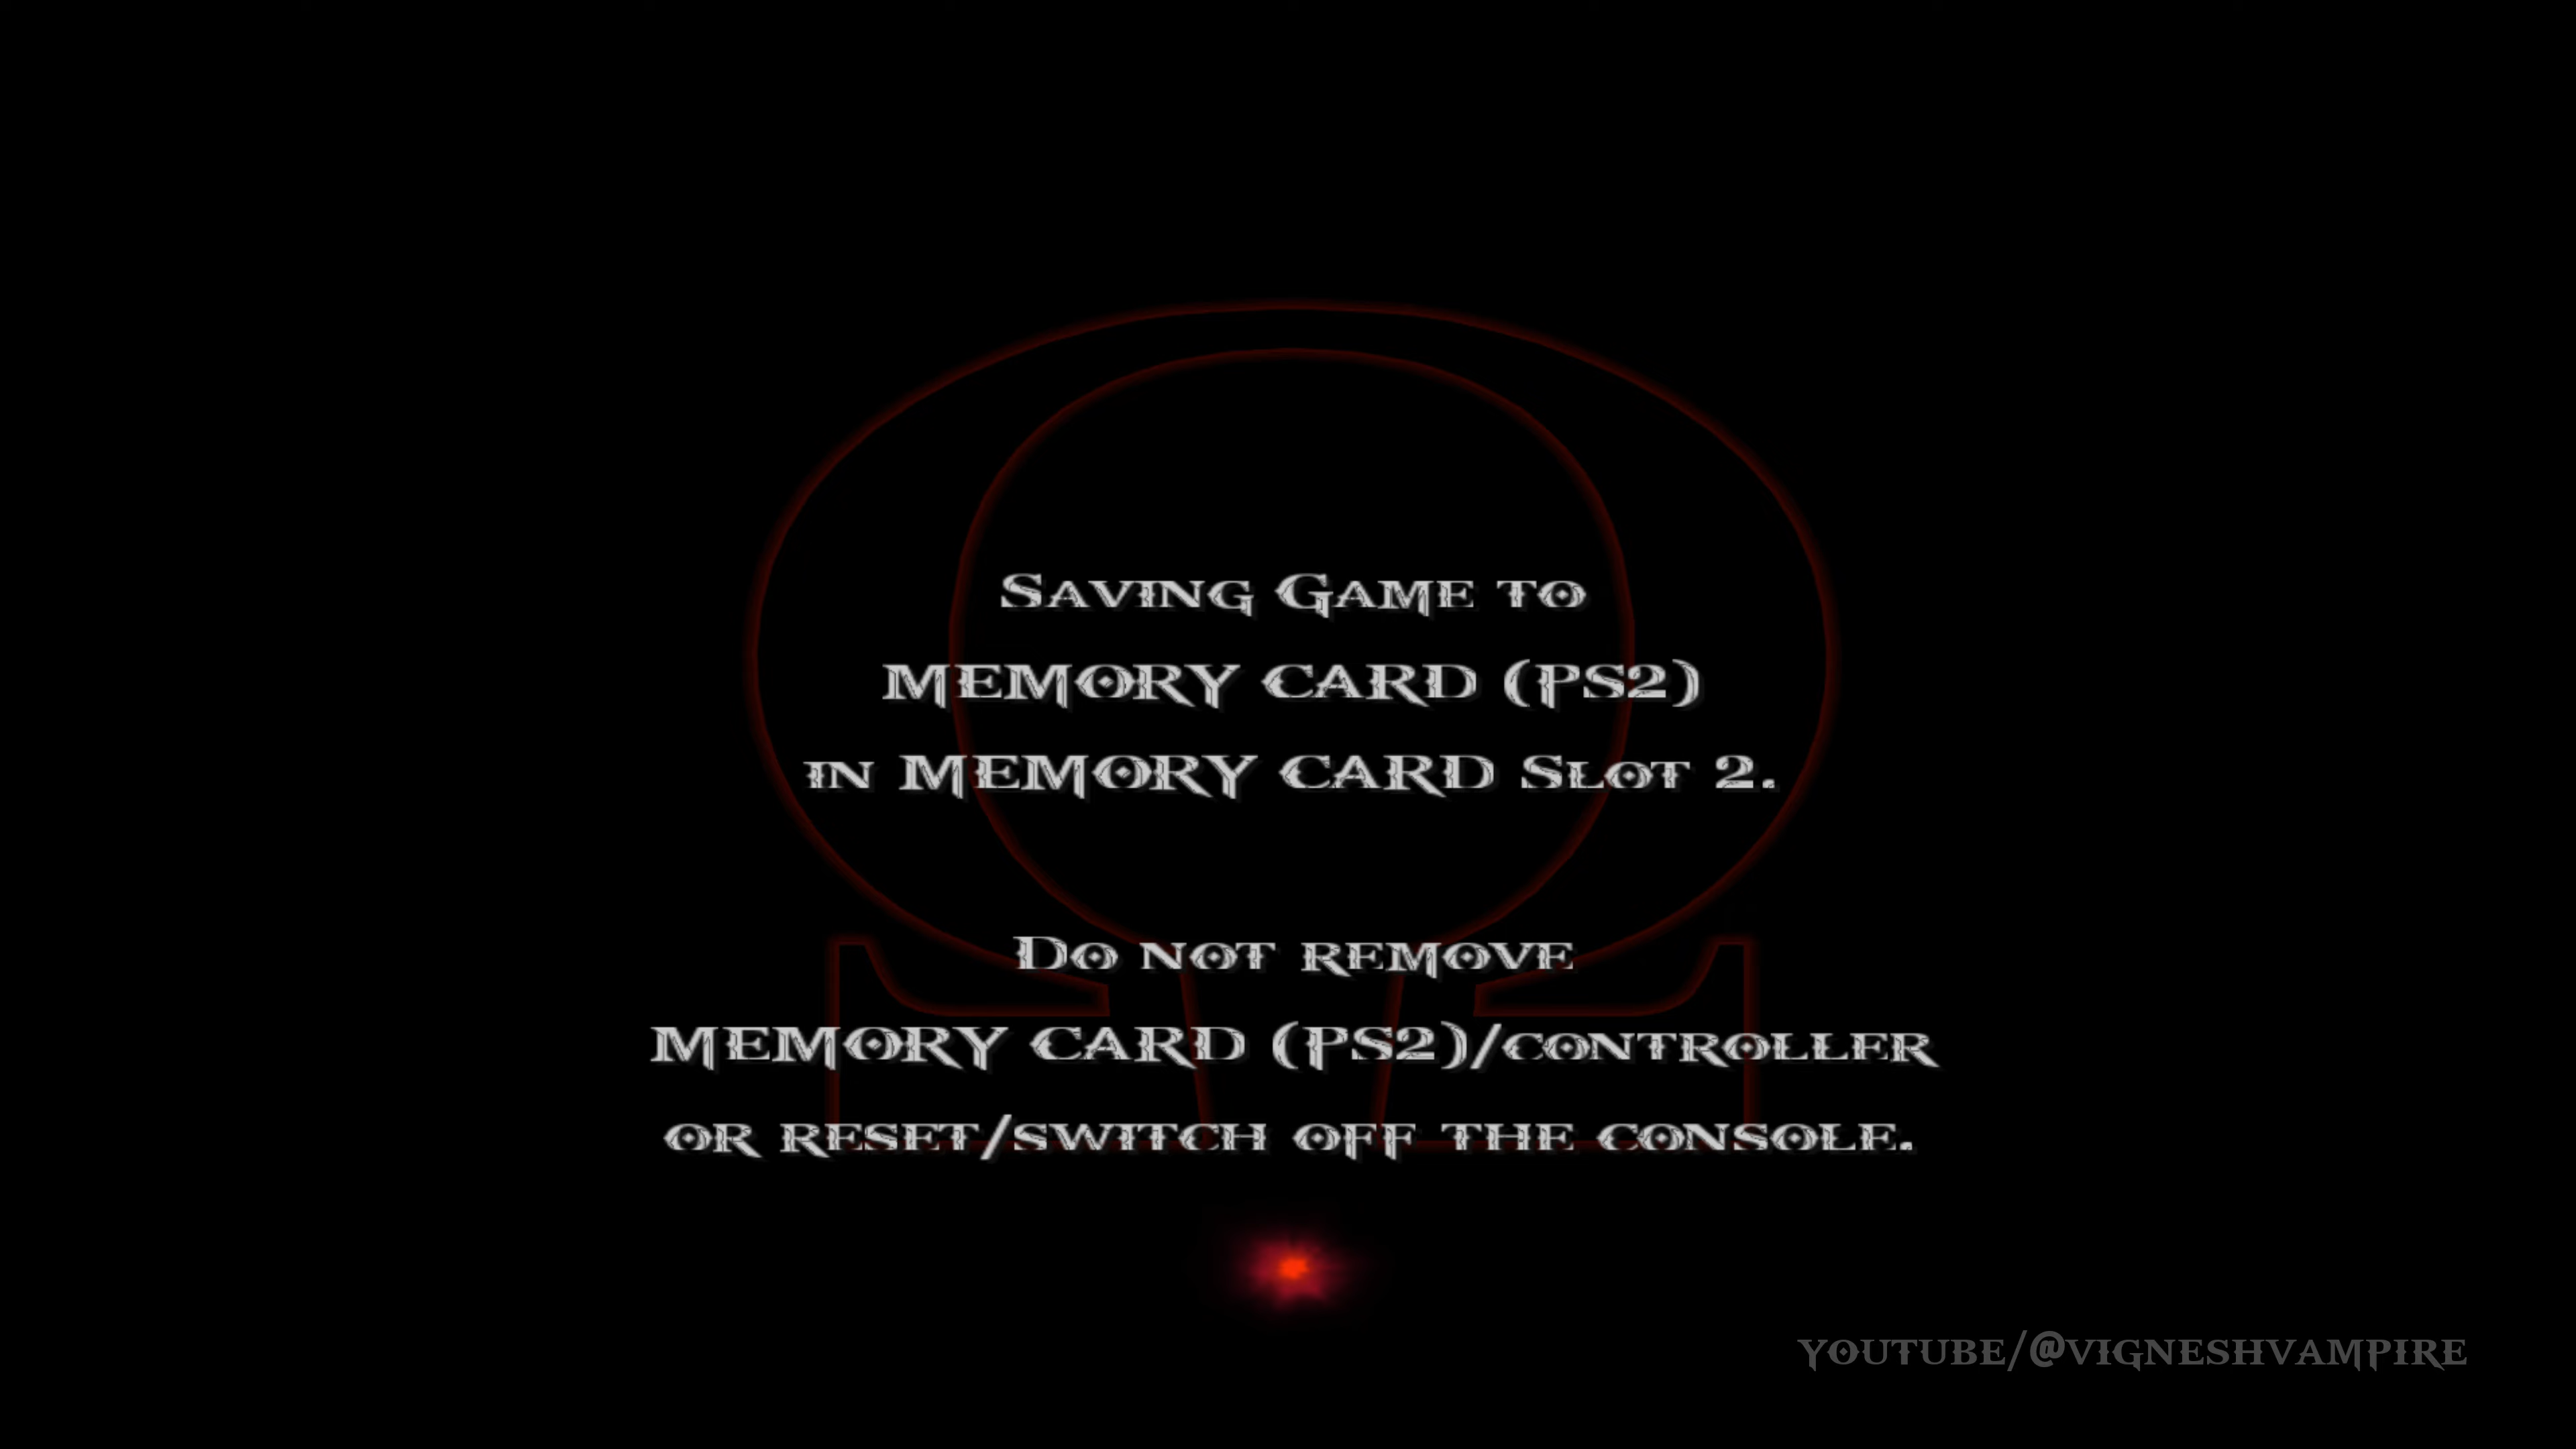 Saving Game to
MEMORY CARD (PS2)
in MEMORY CARD Slot 2.
Do not remove
MEMORY CARD (PS2)/controller
or reset/switch off the console.
YOUTUBE/@VIGNESHVAMPIRE